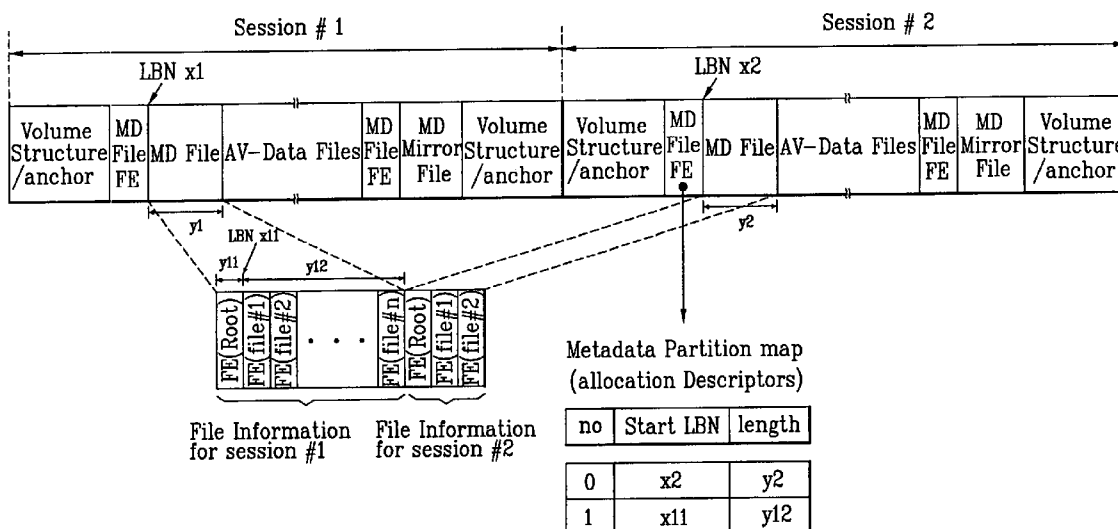 Session # 1
Session # 2
LBN x1
LBN x2
Volume
Structure
/anchor
MD
File
FE
MD File
AV-Data Files
MD
File
FE
MD
Mirror
File
Volume
Structure
/anchor
Volume
Structure
/anchor
MD
File
FE
MD File
AV-Data Files
MD
File
FE
MD
Mirror
File
Volume
Structure
/anchor
y1
y2
LBN x11
y11
y12
FE(Root)
FE(file#1)
FE(file#2)
· · ·
FE(file#n)
FE(Root)
FE(file#1)
FE(file#2)
File Information
for session #1
File Information
for session #2
Metadata Partition map
(allocation Descriptors)
no Start LBN length
0 x2 y2
1 x11 y12